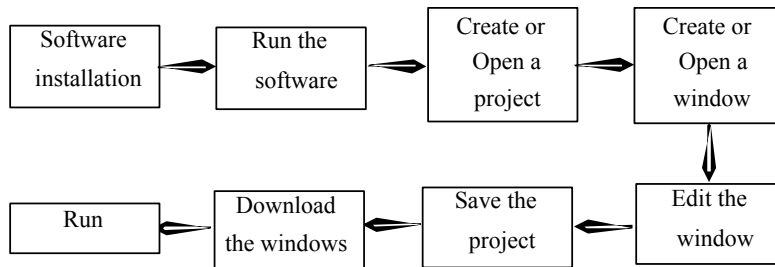 Software
installation
Run the
software
Create or
Open a
project
Create or
Open a
window
Edit the
window
Save the
project
Download
the windows
Run